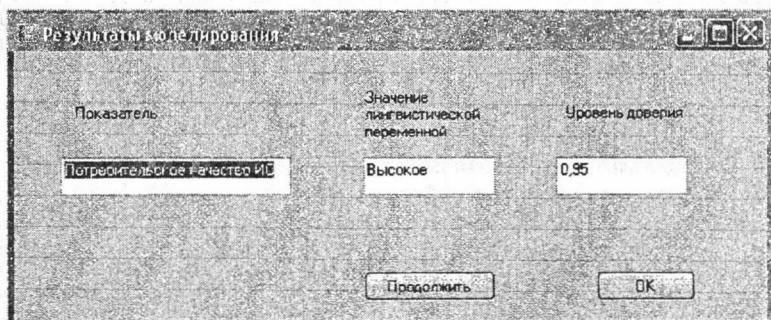 Результаты моделирования
Показатель
Значение
лингвистической
переменной
Уровень доверия
Потребительское качество ИС
Высокое
0,95
Продолжить
OK